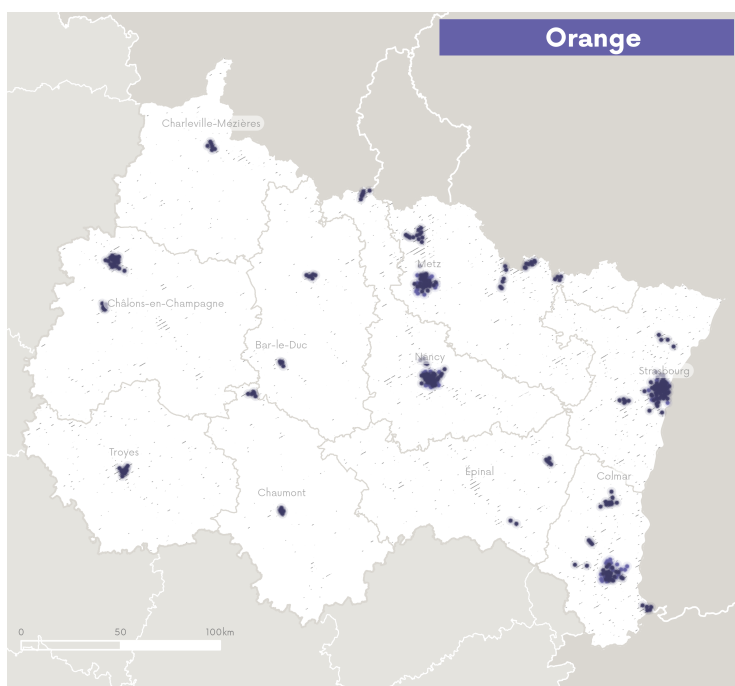 Orange
Charleville-Mézières
Metz
Châlons-en-Champagne
Bar-le-Duc
Nancy
Strasbourg
Troyes
Épinal
Colmar
Chaumont
0 50 100km